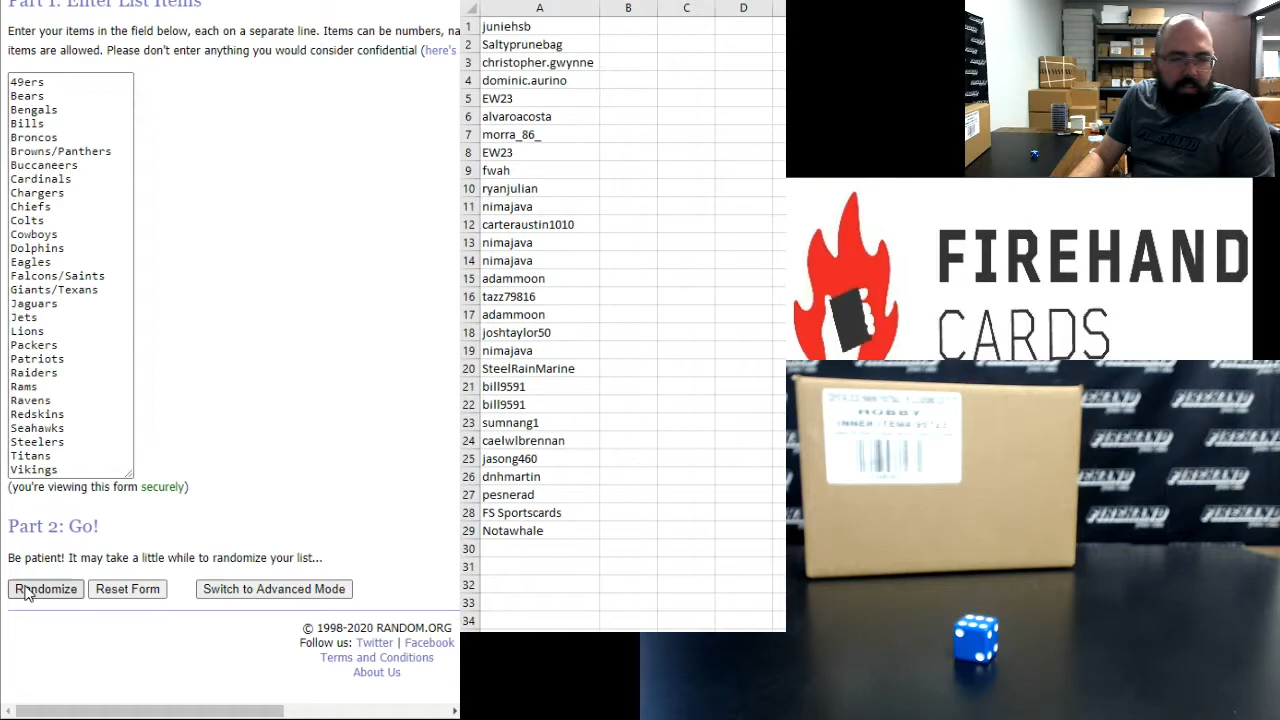 Part 1: Enter List Items
Enter your items in the field below, each on a separate line. Items can be numbers, na
items are allowed. Please don't enter anything you would consider confidential (here's
49ers
Bears
Bengals
Bills
Broncos
Browns/Panthers
Buccaneers
Cardinals
Chargers
Chiefs
Colts
Cowboys
Dolphins
Eagles
Falcons/Saints
Giants/Texans
Jaguars
Jets
Lions
Packers
Patriots
Raiders
Rams
Ravens
Redskins
Seahawks
Steelers
Titans
Vikings
(you're viewing this form securely)
Part 2: Go!
Be patient! It may take a little while to randomize your list...
Randomize Reset Form Switch to Advanced Mode
© 1998-2020 RANDOM.ORG
Follow us: Twitter | Facebook
Terms and Conditions
About Us
A B C D
1 juniehsb
2 Saltyprunebag
3 christopher.gwynne
4 dominic.aurino
5 EW23
6 alvaroacosta
7 morra_86_
8 EW23
9 fwah
10 ryanjulian
11 nimajava
12 carteraustin1010
13 nimajava
14 nimajava
15 adammoon
16 tazz79816
17 adammoon
18 joshtaylor50
19 nimajava
20 SteelRainMarine
21 bill9591
22 bill9591
23 sumnang1
24 caelwlbrennan
25 jasong460
26 dnhmartin
27 pesnerad
28 FS Sportscards
29 Notawhale
30
31
32
33
34
FIREHAND
CARDS
HOBBY
FIREHAND
FIREHAND
FIREHAND
FIREHAND
FIREHAND